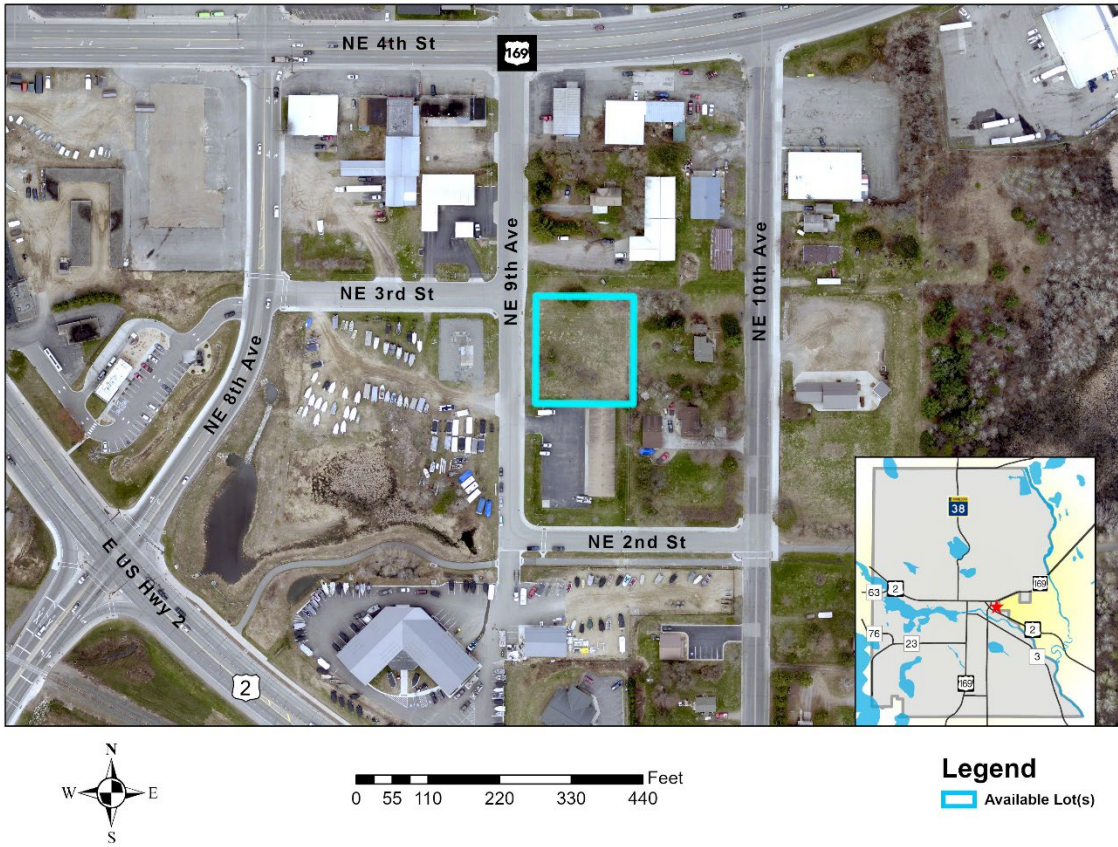 NE 4th St
169
NE 9th Ave
NE 10th Ave
NE 3rd St
NE 8th Ave
NE 2nd St
E US Hwy 2
2
38
169
63
2
76
23
2
3
169
N
W
E
S
Feet
0 55 110 220 330 440
Legend
Available Lot(s)